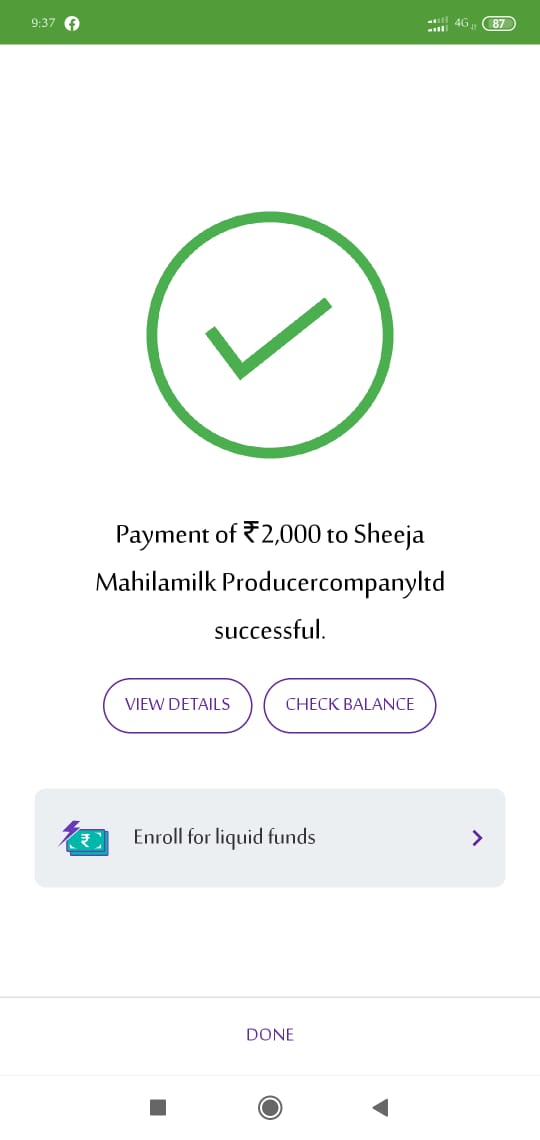 9:37 4G 87
Payment of ₹2,000 to Sheeja
Mahilamilk Producercompanyltd
successful.
VIEW DETAILS CHECK BALANCE
₹ Enroll for liquid funds
DONE